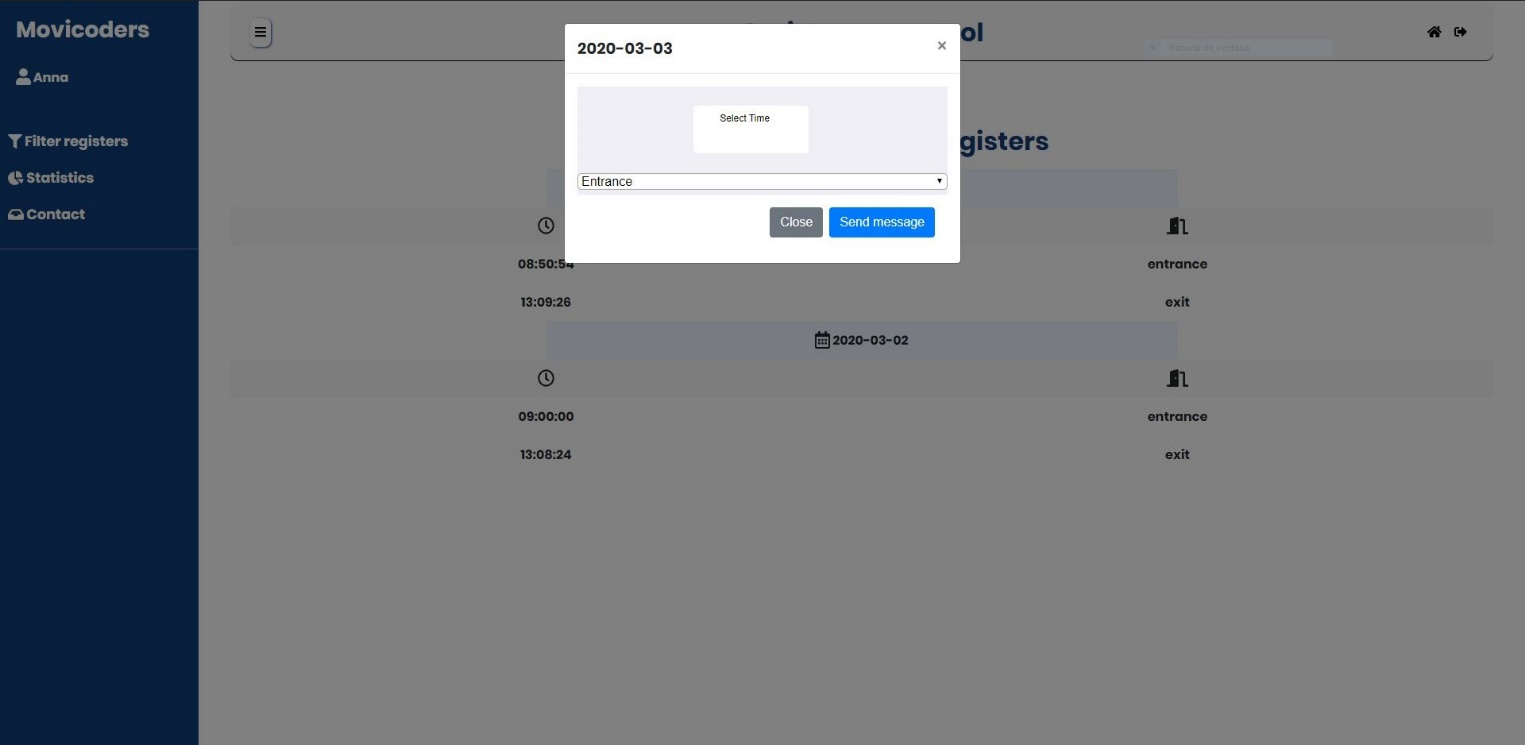 Movicoders
Anna
Filter registers
Statistics
Contact
ol
2020-03-03
×
Select Time
Entrance
Close
Send message
gisters
08:50:54
entrance
13:09:26
exit
2020-03-02
09:00:00
entrance
13:08:24
exit